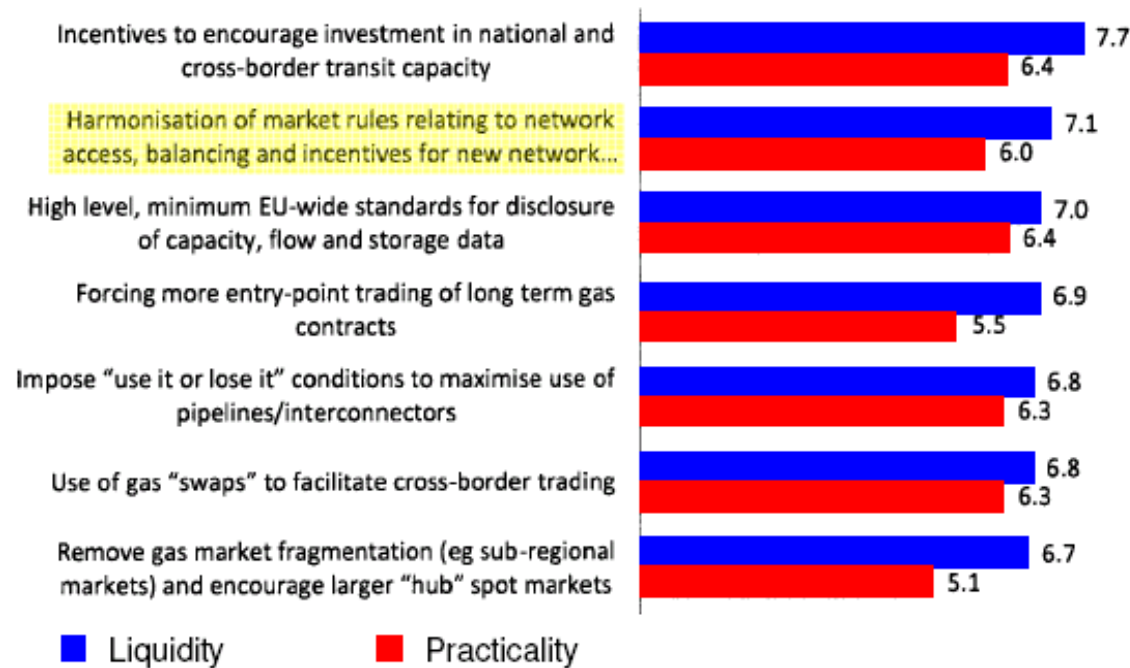 Incentives to encourage investment in national and
cross-border transit capacity
7.7
6.4
Harmonisation of market rules relating to network
access, balancing and incentives for new network...
7.1
6.0
High level, minimum EU-wide standards for disclosure
of capacity, flow and storage data
7.0
6.4
Forcing more entry-point trading of long term gas
contracts
6.9
5.5
Impose “use it or lose it” conditions to maximise use of
pipelines/interconnectors
6.8
6.3
Use of gas “swaps” to facilitate cross-border trading
6.8
6.3
Remove gas market fragmentation (eg sub-regional
markets) and encourage larger “hub” spot markets
6.7
5.1
Liquidity
Practicality